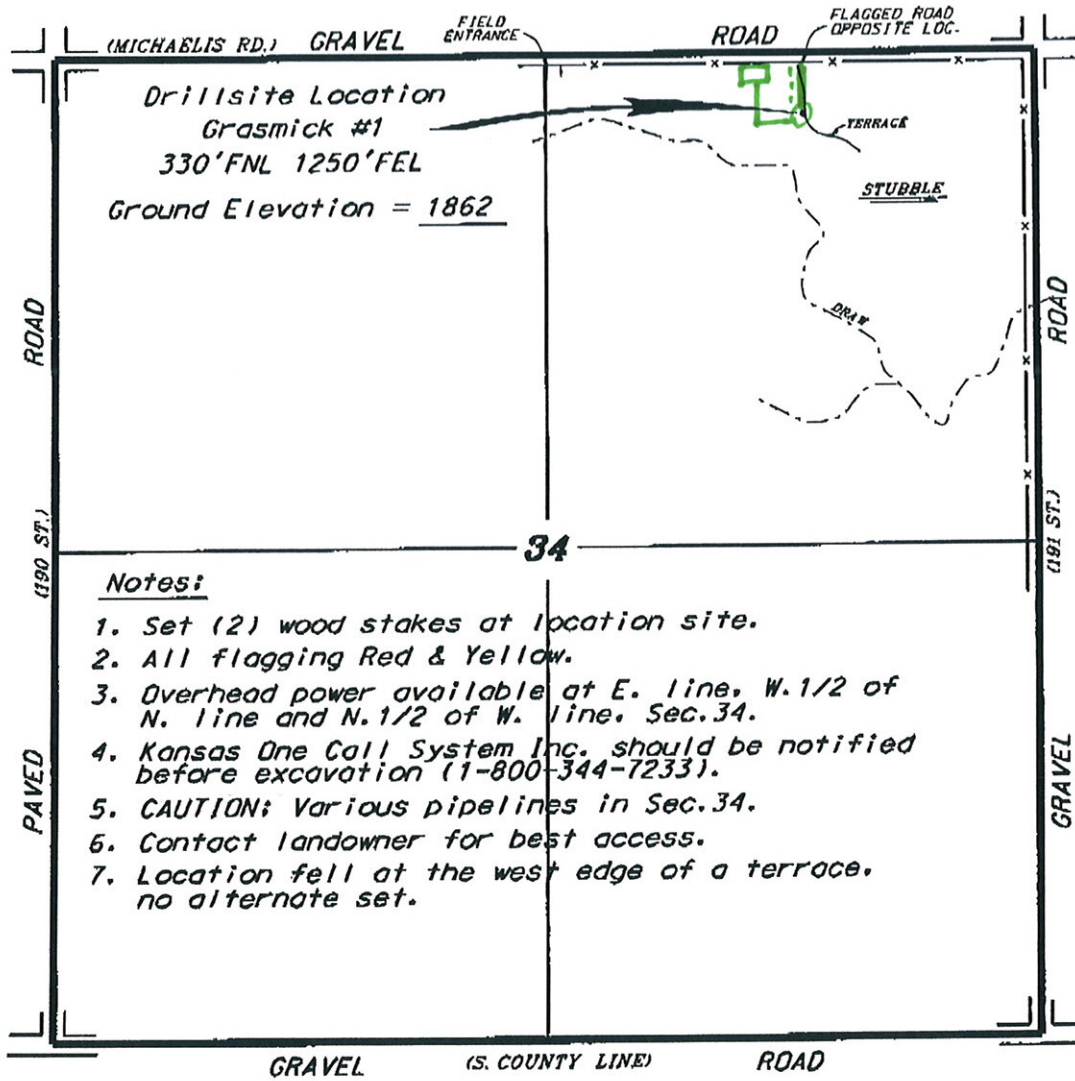 FIELD
ENTRANCE
FLAGGED ROAD
OPPOSITE LOC.
(MICHAELIS RD.) GRAVEL ROAD
Drillsite Location
Grasmick #1
330'FNL 1250'FEL
Ground Elevation = 1862
TERRACE
STUBBLE
DRAW
ROAD
ROAD
(190 ST.)
(191 ST.)
34
Notes:
1. Set (2) wood stakes at location site.
2. All flagging Red & Yellow.
3. Overhead power available at E. line, W.1/2 of
N. line and N.1/2 of W. line, Sec.34.
4. Kansas One Call System Inc. should be notified
before excavation (1-800-344-7233).
5. CAUTION: Various pipelines in Sec.34.
6. Contact landowner for best access.
7. Location fell at the west edge of a terrace,
no alternate set.
PAVED
GRAVEL
GRAVEL (S. COUNTY LINE) ROAD